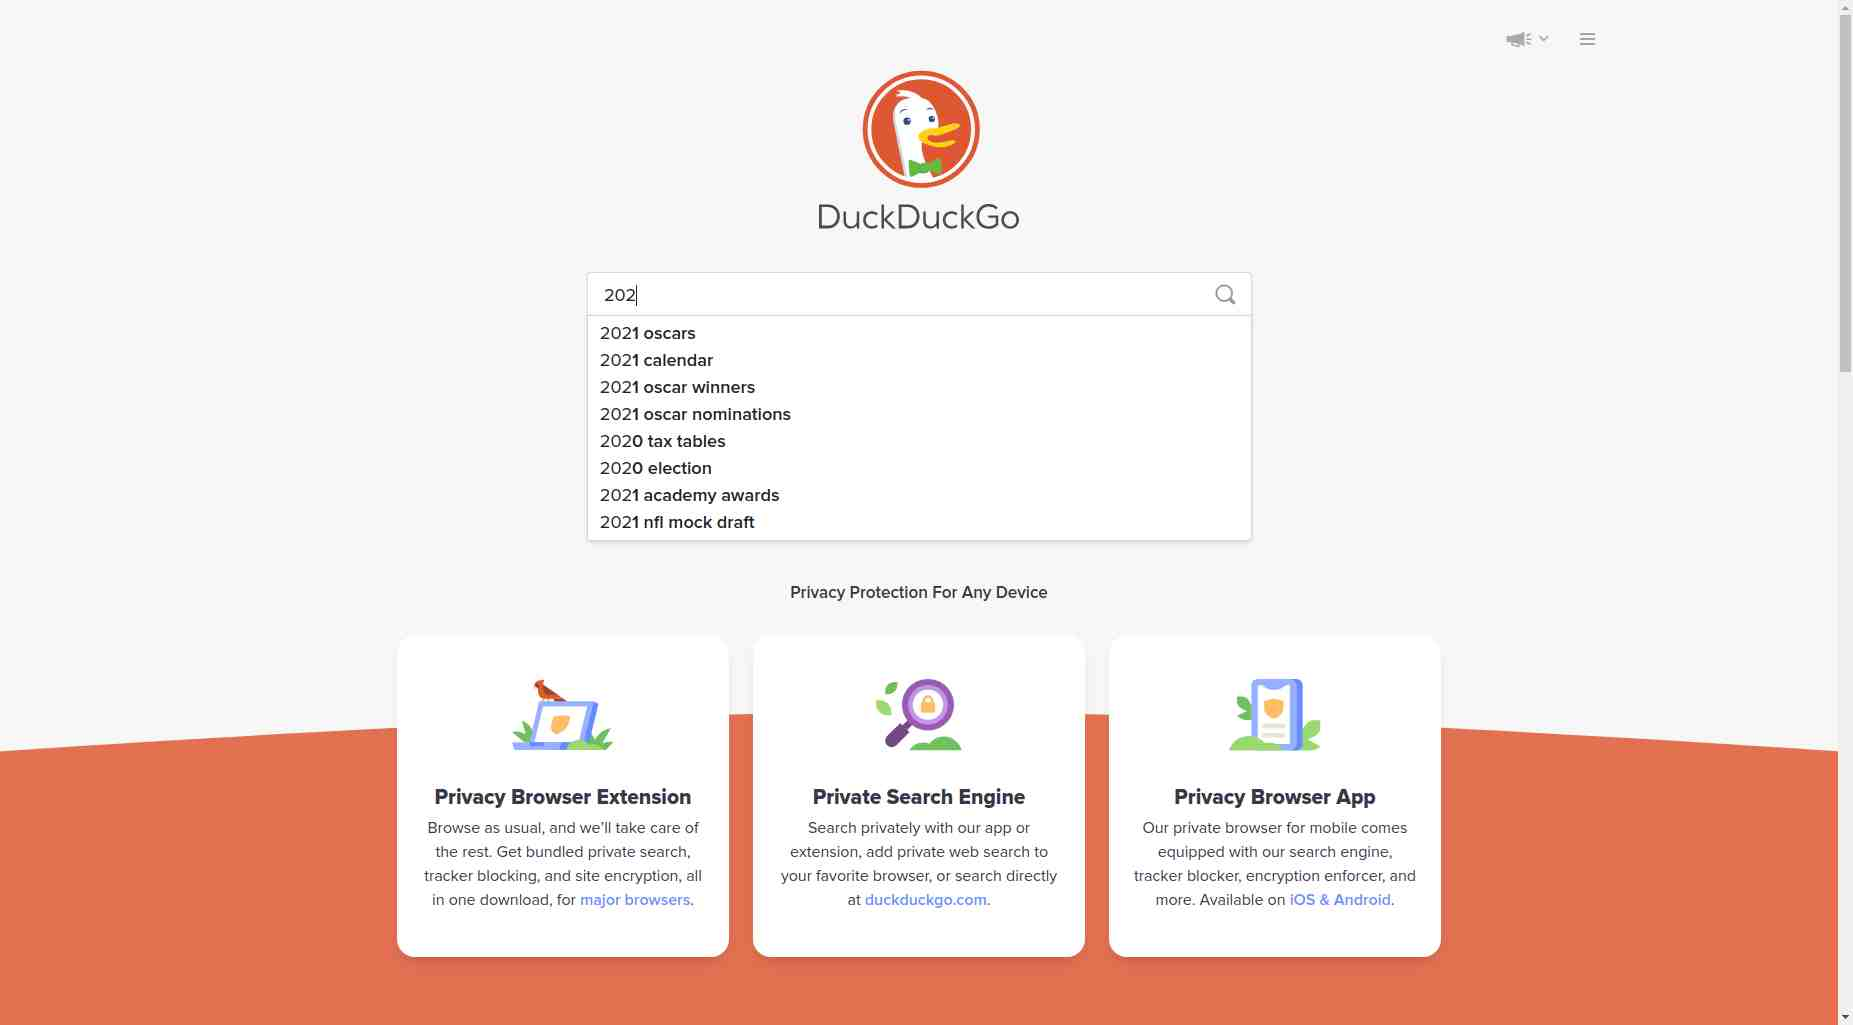 DuckDuckGo
202
2021 oscars
2021 calendar
2021 oscar winners
2021 oscar nominations
2020 tax tables
2020 election
2021 academy awards
2021 nfl mock draft
Privacy Protection For Any Device
Privacy Browser Extension
Browse as usual, and we’ll take care of
the rest. Get bundled private search,
tracker blocking, and site encryption, all
in one download, for major browsers.
Private Search Engine
Search privately with our app or
extension, add private web search to
your favorite browser, or search directly
at duckduckgo.com.
Privacy Browser App
Our private browser for mobile comes
equipped with our search engine,
tracker blocker, encryption enforcer, and
more. Available on iOS & Android.